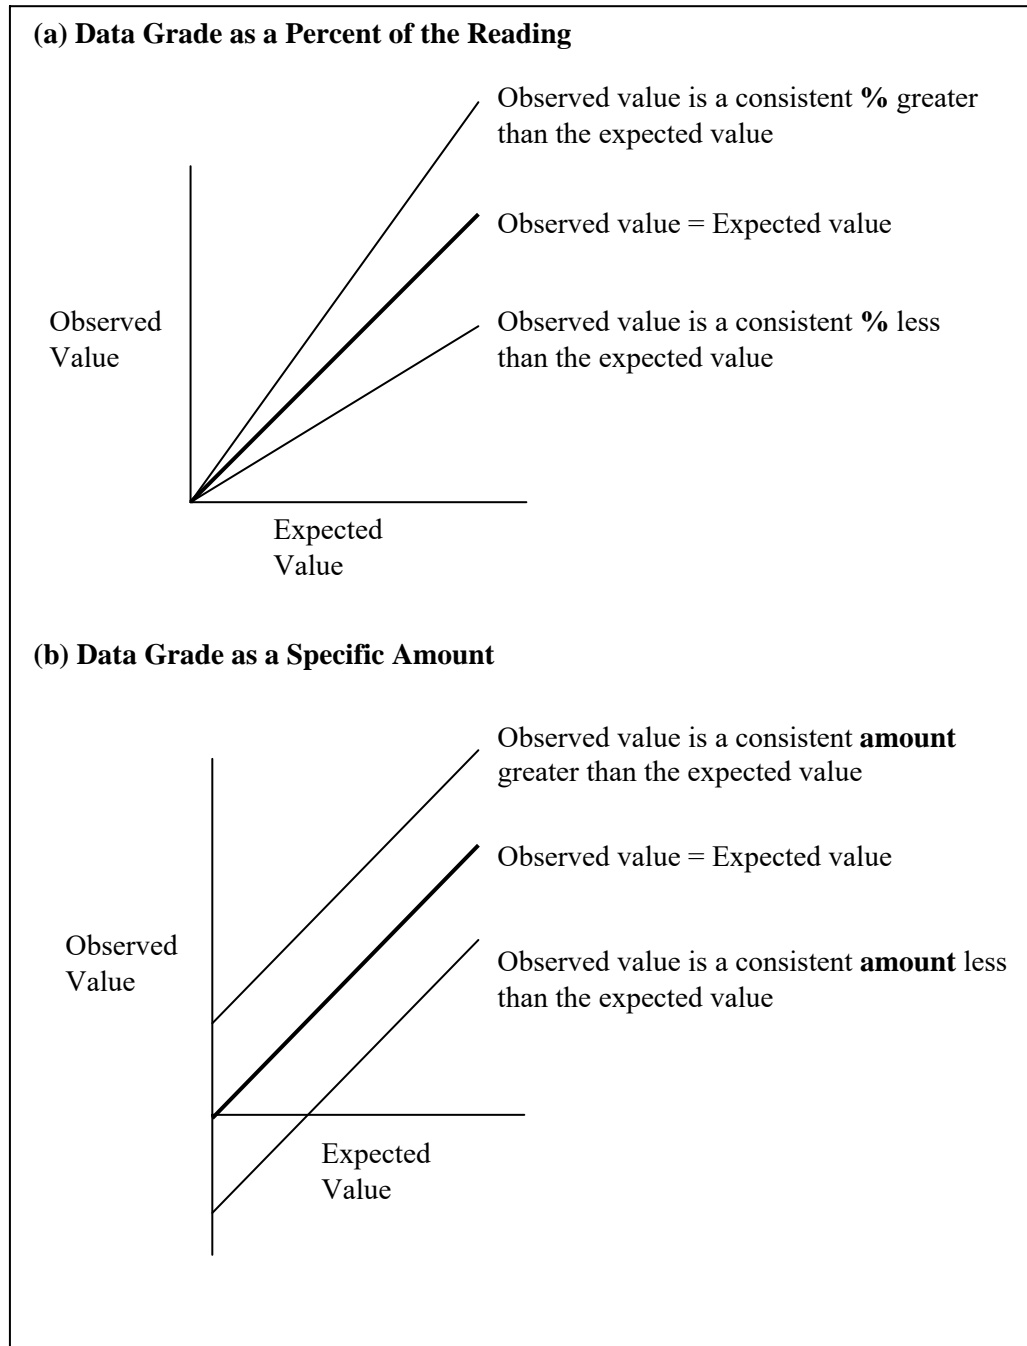 (a) Data Grade as a Percent of the Reading
Observed value is a consistent % greater
than the expected value
Observed value = Expected value
Observed
Value
Observed value is a consistent % less
than the expected value
Expected
Value
(b) Data Grade as a Specific Amount
Observed value is a consistent amount
greater than the expected value
Observed value = Expected value
Observed
Value
Observed value is a consistent amount less
than the expected value
Expected
Value